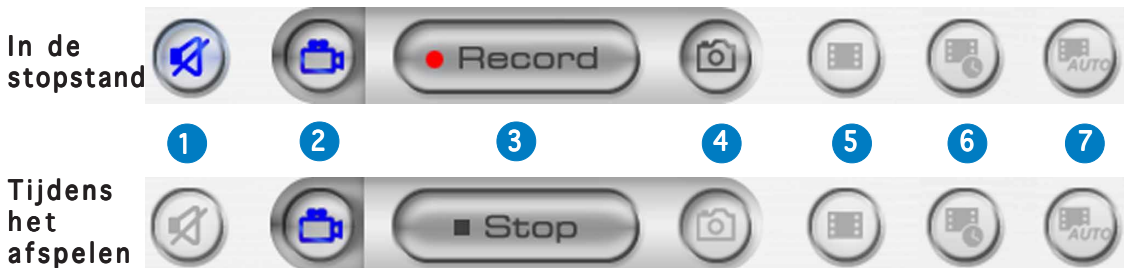 In de
stopstand
Record
AUTO
1 2 3 4 5 6 7
Tijdens
het
afspelen
Stop
AUTO